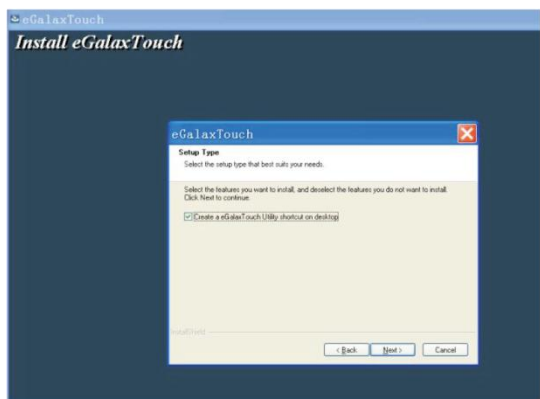 eGalaxTouch
Install eGalaxTouch
eGalaxTouch
Setup Type
Select the setup type that best suits your needs.
Select the features you want to install, and deselect the features you do not want to install.
Click Next to continue.
Create a eGalaxTouch Utility shortcut on desktop
InstallShield
< Back
Next >
Cancel